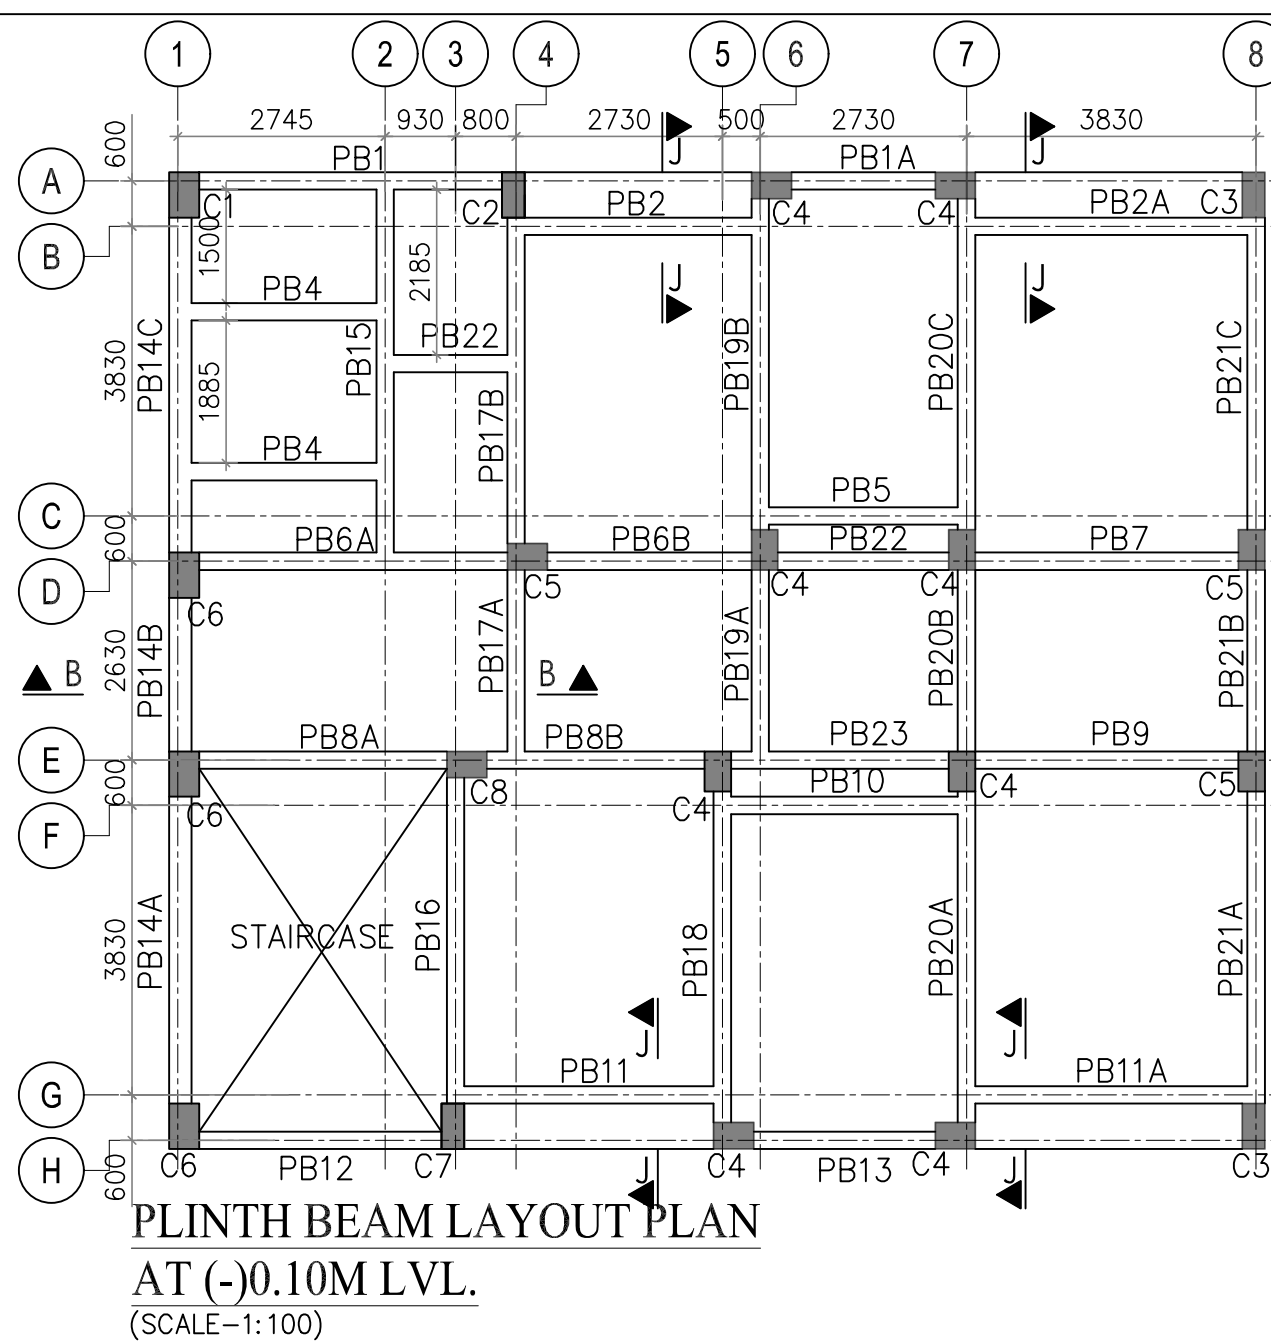 1 2 3 4 5 6 7 8
2745 930 800 2730 500 2730 3830
600
PB1 J PB1A J
A
C1 C2 PB2 C4 C4 PB2A C3
B
1500 2185
PB4 J J
PB22
3830 PB14C 1885 PB15 PB17B PB19B PB20C PB21C
PB4
C
PB5
600 PB6A PB6B PB22 PB7
D
C5 C4 C4 C5
C6
B 2630 PB14B PB17A B PB19A PB20B PB21B
PB8A PB8B PB23 PB9
E
600 C8 PB10 C4 C5
C6 C4
F
3830 PB14A STAIRCASE PB16 PB18 PB20A PB21A
J J
PB11 PB11A
G
H
600 C6 PB12 C7 J C4 PB13 C4 J C3
PLINTH BEAM LAYOUT PLAN
AT (-)0.10M LVL.
(SCALE-1:100)